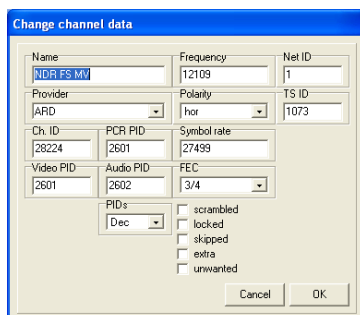 Change channel data
Name Frequency Net ID
NDR FS MV 12109 1
Provider Polarity TS ID
ARD hor 1073
Ch. ID PCR PID Symbol rate
28224 2601 27499
Video PID Audio PID FEC
2601 2602 3/4
PIDs
Dec
scrambled
locked
skipped
extra
unwanted
Cancel OK